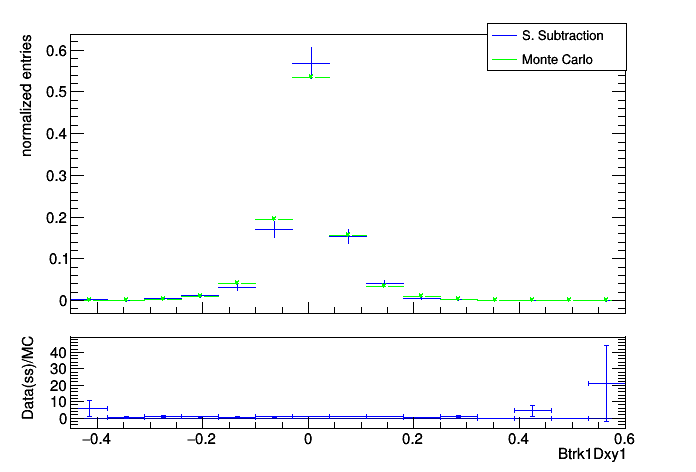 normalized entries
S. Subtraction
Monte Carlo
0.6
0.5
0.4
0.3
0.2
0.1
0
Data(ss)/MC
40
30
20
10
0
−0.4 −0.2 0 0.2 0.4 0.6
Btrk1Dxy1